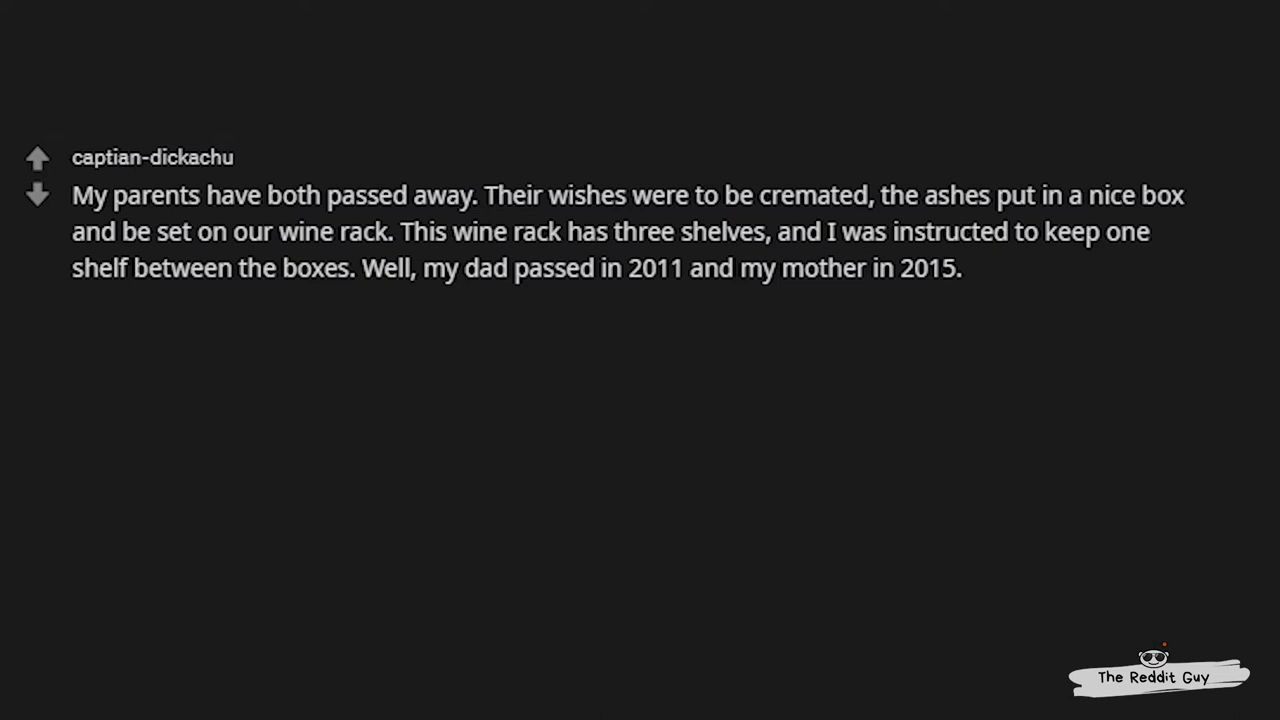 captian-dickachu
My parents have both passed away. Their wishes were to be cremated, the ashes put in a nice box
and be set on our wine rack. This wine rack has three shelves, and I was instructed to keep one
shelf between the boxes. Well, my dad passed in 2011 and my mother in 2015.
The Reddit Guy